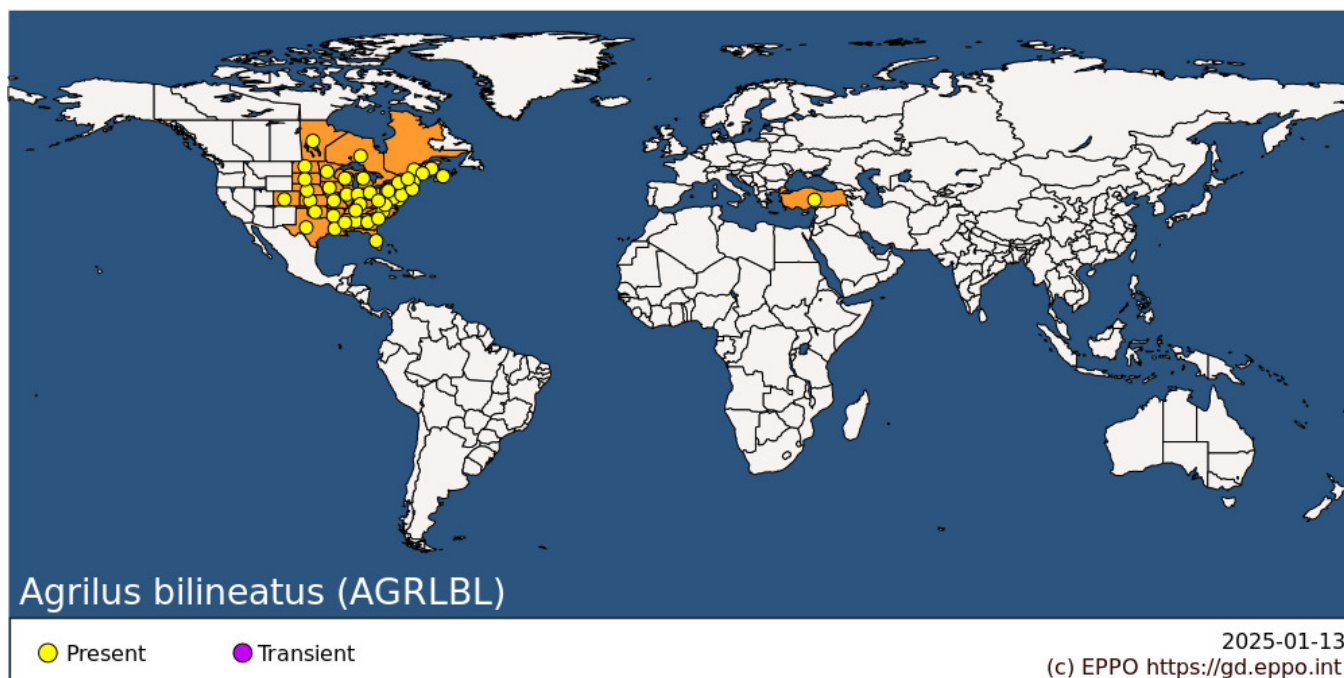 Agrilus bilineatus (AGRLBL)
Present
Transient
2025-01-13
(c) EPPO https://gd.eppo.int